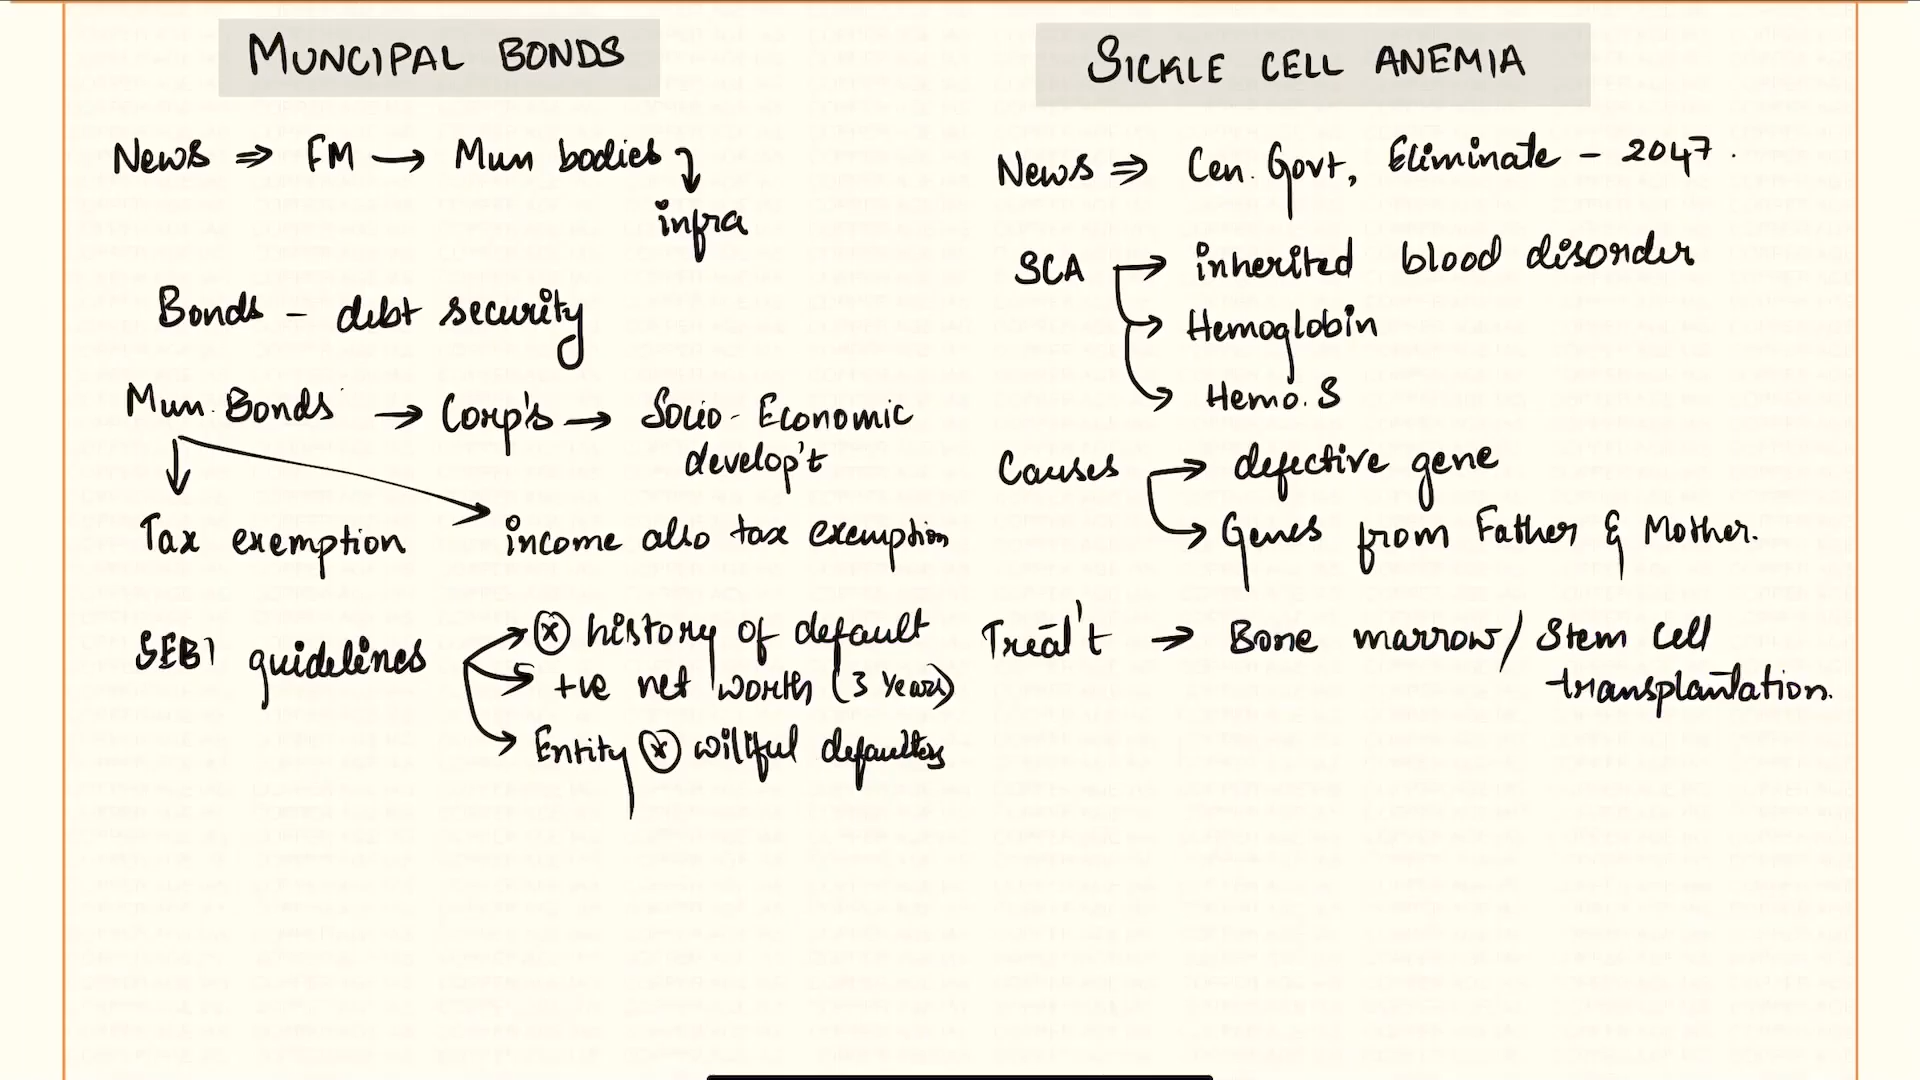 MUNCIPAL BONDS
News ⇒ FM → Mun bodies
infra
Bonds - debt security
Mun. Bonds → Corp's → Socio-Economic
develop't
Tax exemption income also tax exemption
SEBI guidelines
ⓧ history of default
+ve net worth (3 years)
Entity ⓧ willful defaulters
SICKLE CELL ANEMIA
News ⇒ Cen. Govt, Eliminate - 2047.
SCA → inherited blood disorder
→ Hemoglobin
→ Hemo. S
Causes → defective gene
→ Genes from Father & Mother.
Treat't → Bone marrow/ Stem cell
transplantation.